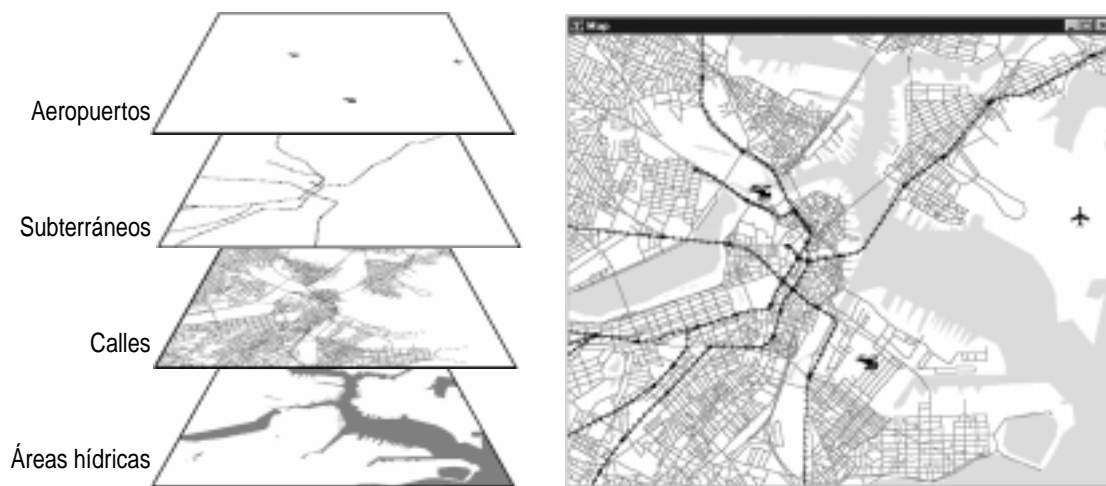 Map
Aeropuertos
Subterráneos
Calles
Áreas hídricas